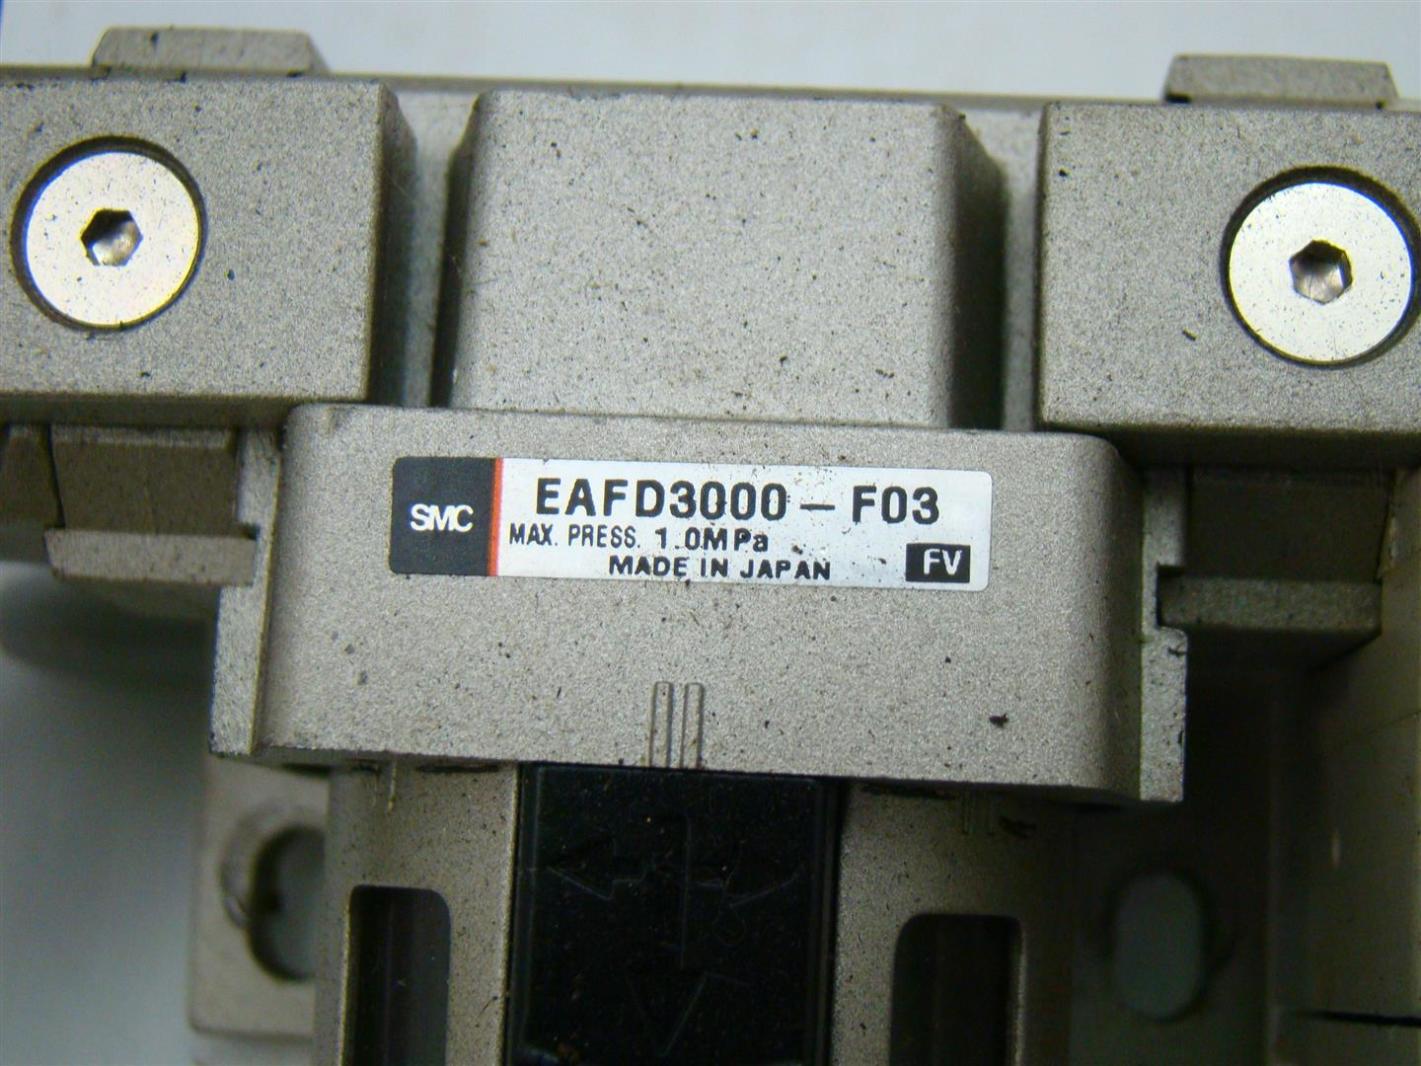 SMC
EAFD3000-F03
MAX. PRESS. 1.0MPa
MADE IN JAPAN
FV